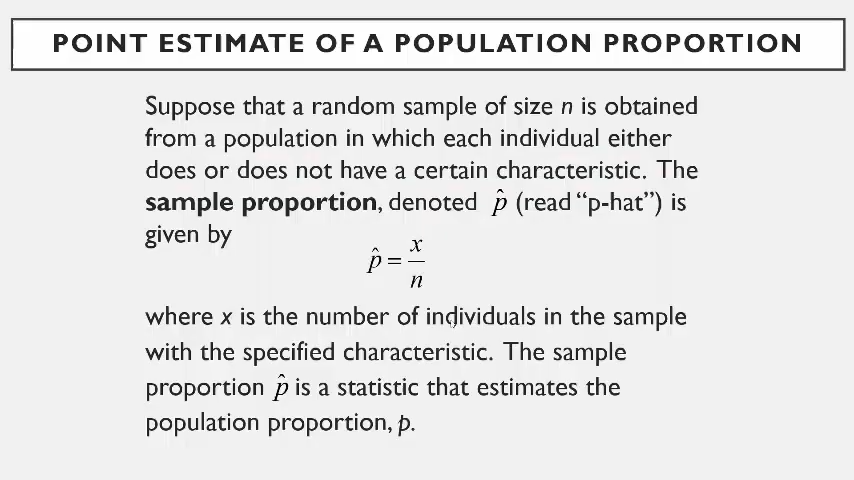 POINT ESTIMATE OF A POPULATION PROPORTION
Suppose that a random sample of size n is obtained
from a population in which each individual either
does or does not have a certain characteristic. The
sample proportion, denoted p̂ (read “p-hat”) is
given by
p̂ = x/n
where x is the number of individuals in the sample
with the specified characteristic. The sample
proportion p̂ is a statistic that estimates the
population proportion, p.